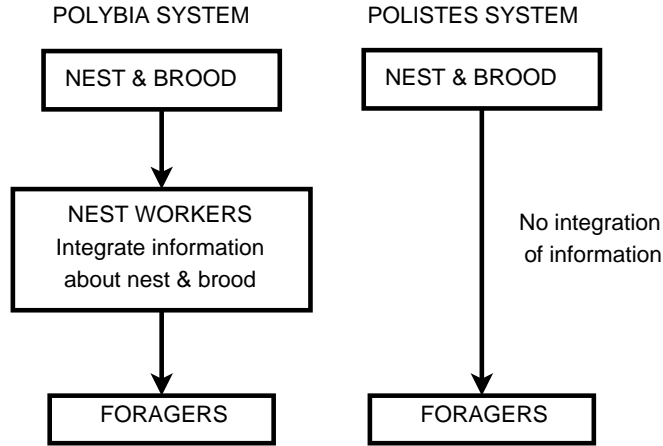 POLYBIA SYSTEM
NEST & BROOD
NEST WORKERS
Integrate information
about nest & brood
FORAGERS
POLISTES SYSTEM
NEST & BROOD
No integration
of information
FORAGERS